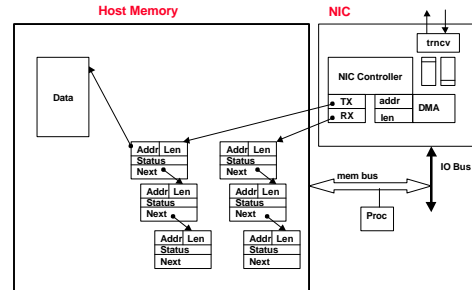 Host Memory
NIC
trncv
NIC Controller
Data
TX
addr
DMA
RX
len
Addr Len
Status
Next
Addr Len
Status
Next
IO Bus
mem bus
Addr Len
Status
Next
Addr Len
Status
Next
Proc
Addr Len
Status
Next
Addr Len
Status
Next